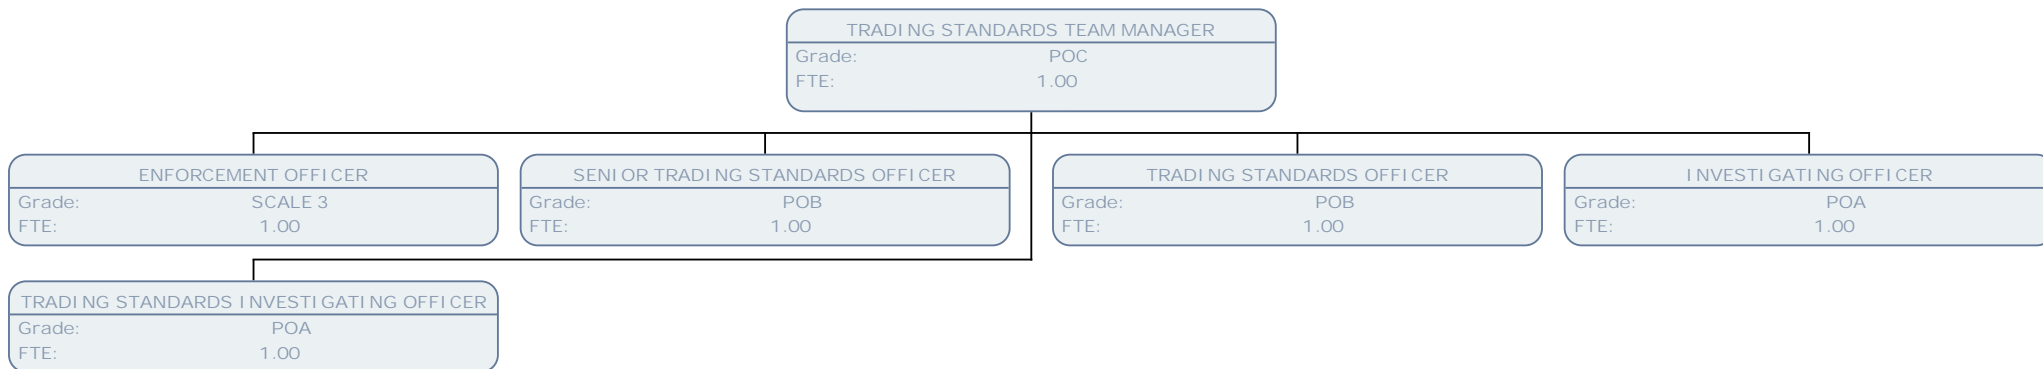 TRADING STANDARDS TEAM MANAGER
Grade: POC
FTE: 1.00
ENFORCEMENT OFFICER
Grade: SCALE 3
FTE: 1.00
SENIOR TRADING STANDARDS OFFICER
Grade: POB
FTE: 1.00
TRADING STANDARDS OFFICER
Grade: POB
FTE: 1.00
INVESTIGATING OFFICER
Grade: POA
FTE: 1.00
TRADING STANDARDS INVESTIGATING OFFICER
Grade: POA
FTE: 1.00